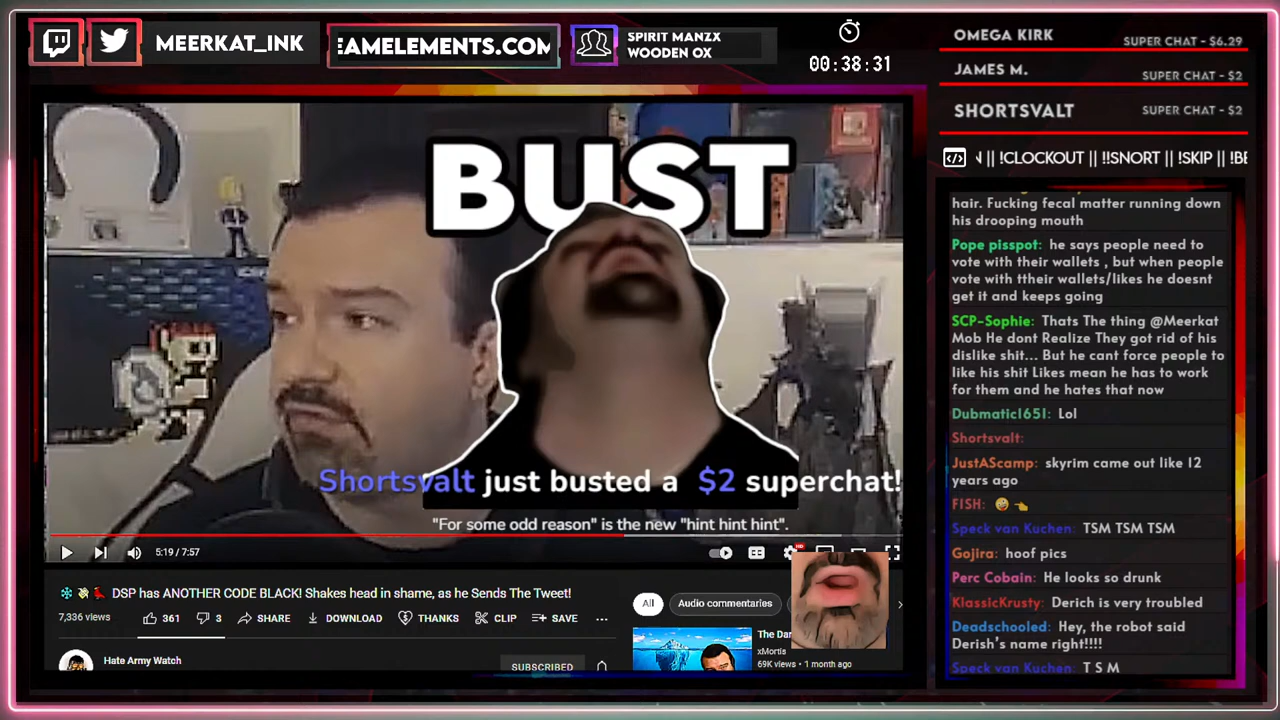 MEERKAT_INK
EAMELEMENTS.COM
SPIRIT MANZX
WOODEN OX
00:38:31
OMEGA KIRK
SUPER CHAT - $6.29
JAMES M.
SUPER CHAT - $2
SHORTSVALT
SUPER CHAT - $2
|| !CLOCKOUT || !!SNORT || !SKIP || !BE
BUST
Shortsvalt just busted a $2 superchat!
"For some odd reason" is the new "hint hint hint".
5:19 / 7:57
HD
DSP has ANOTHER CODE BLACK! Shakes head in shame, as he Sends The Tweet!
7,336 views
361
3
SHARE
DOWNLOAD
THANKS
CLIP
SAVE
Hate Army Watch
SUBSCRIBED
All
Audio commentaries
The Dar
xMortis
69K views • 1 month ago
hair. Fucking fecal matter running down
his drooping mouth
Pope pisspot: he says people need to
vote with their wallets , but when people
vote with ttheir wallets/likes he doesnt
get it and keeps going
SCP-Sophie: Thats The thing @Meerkat
Mob He dont Realize They got rid of his
dislike shit... But he cant force people to
like his shit Likes mean he has to work
for them and he hates that now
Dubmatic1651: Lol
Shortsvalt:
JustAScamp: skyrim came out like 12
years ago
FISH: 🤪 👈
Speck van Kuchen: TSM TSM TSM
Gojira: hoof pics
Perc Cobain: He looks so drunk
KlassicKrusty: Derich is very troubled
Deadschooled: Hey, the robot said
Derish's name right!!!!
Speck van Kuchen: T S M